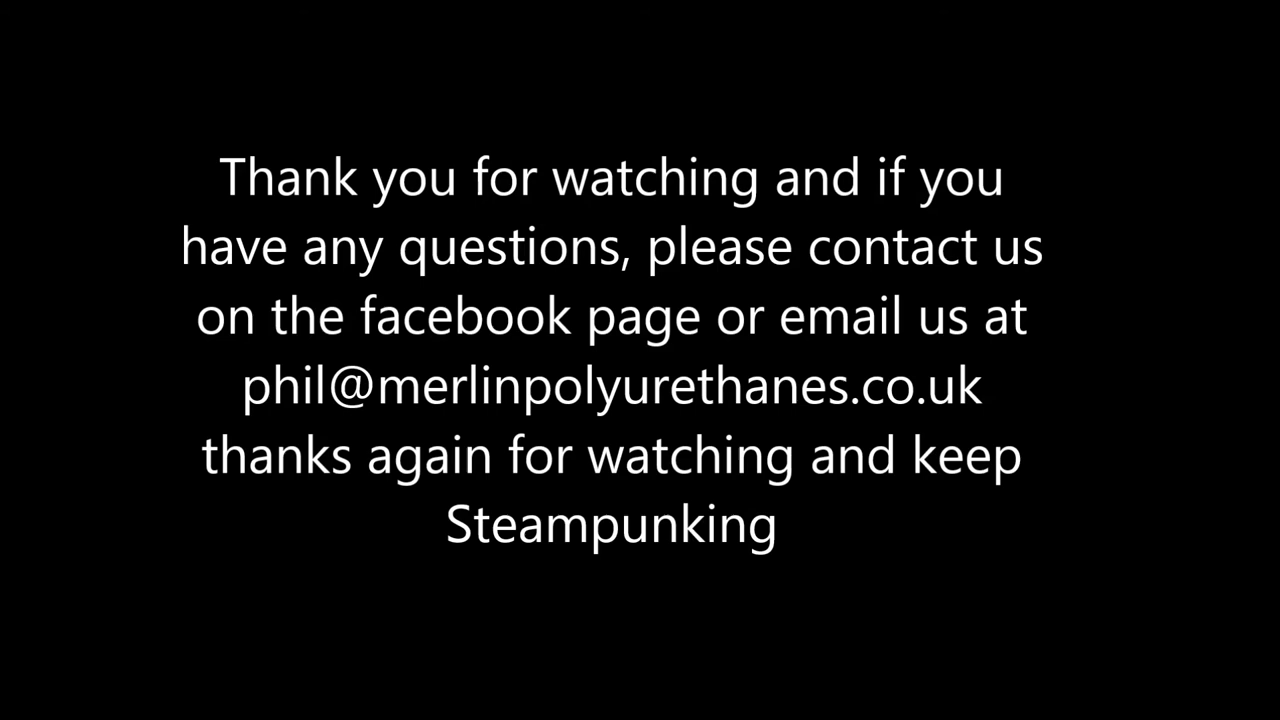 Thank you for watching and if you
have any questions, please contact us
on the facebook page or email us at
phil@merlinpolyurethanes.co.uk
thanks again for watching and keep
Steampunking